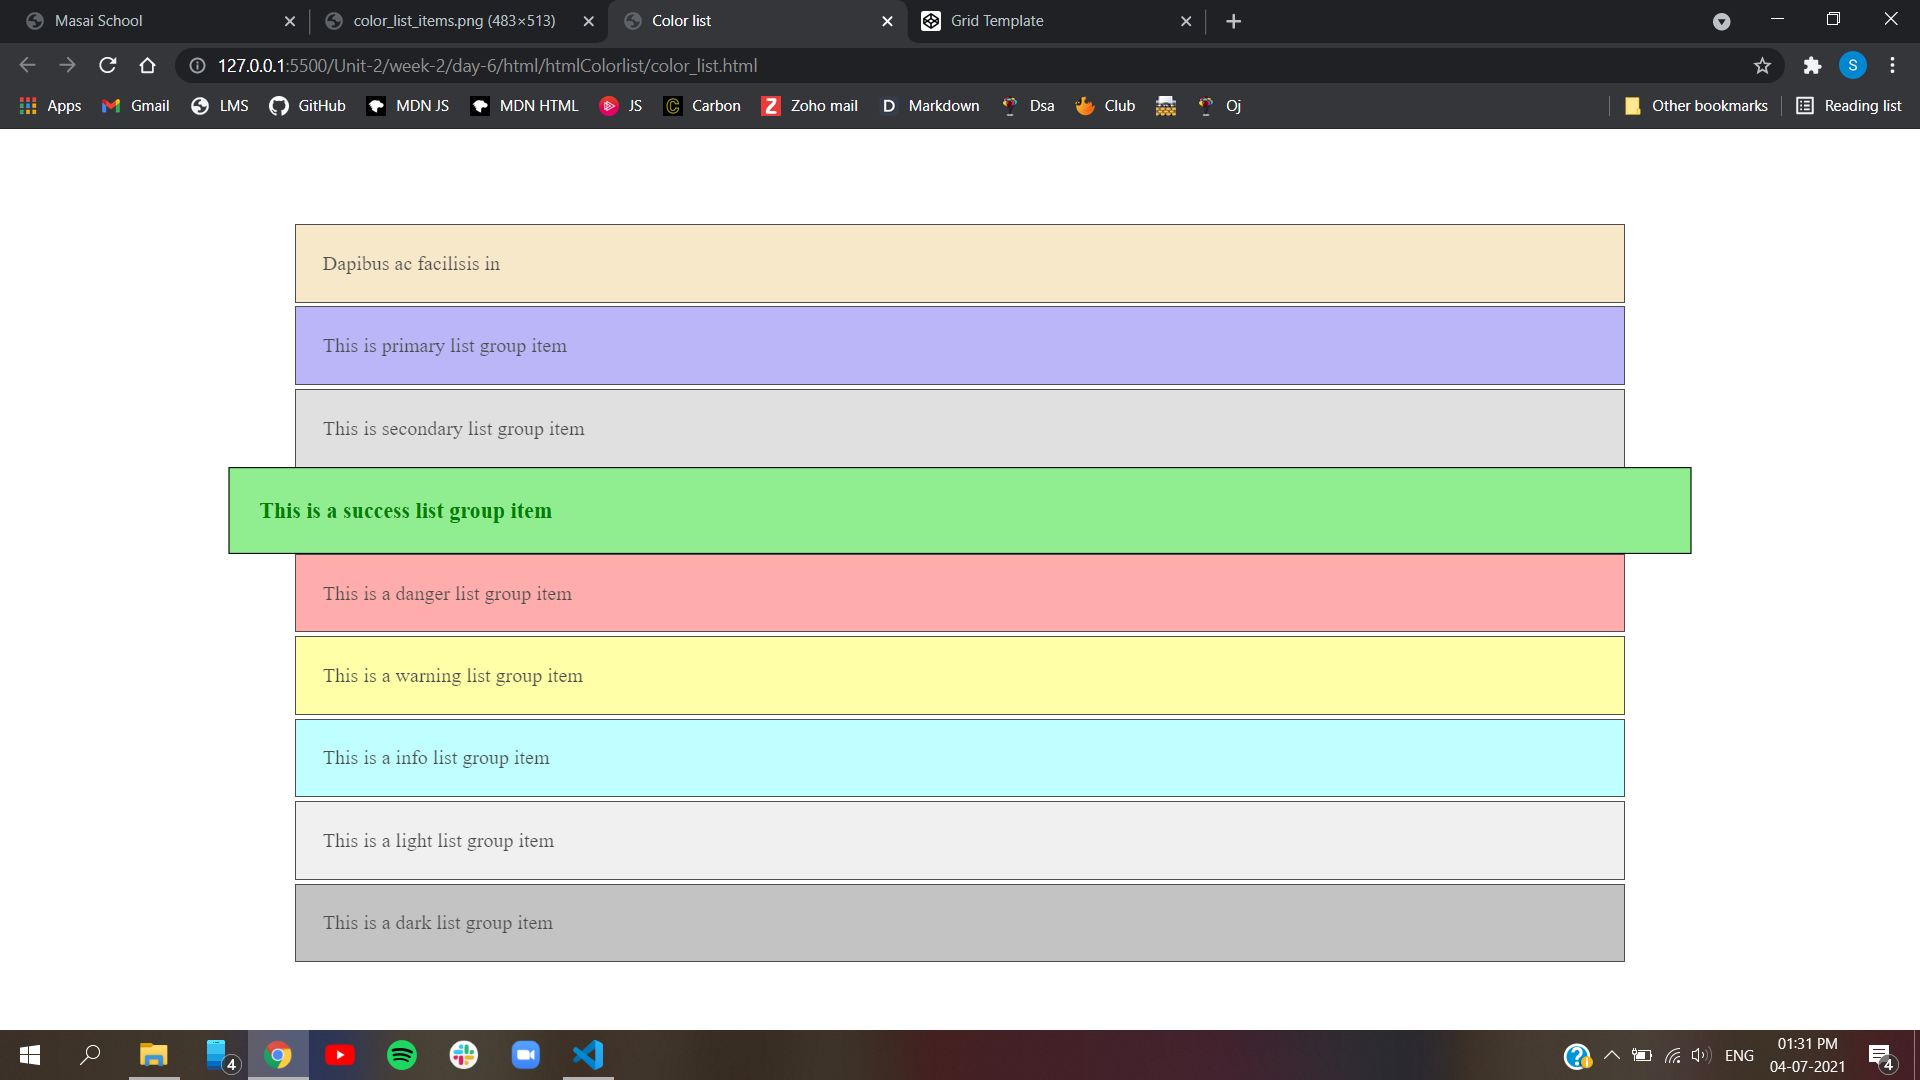 Masai School
color_list_items.png (483×513)
Color list
Grid Template
127.0.0.1:5500/Unit-2/week-2/day-6/html/htmlColorlist/color_list.html
S
Apps
Gmail
LMS
GitHub
MDN JS
MDN HTML
JS
Carbon
Zoho mail
D Markdown
Dsa
Club
Oj
Other bookmarks
Reading list
Dapibus ac facilisis in
This is primary list group item
This is secondary list group item
This is a success list group item
This is a danger list group item
This is a warning list group item
This is a info list group item
This is a light list group item
This is a dark list group item
4
ENG
01:31 PM
04-07-2021
4